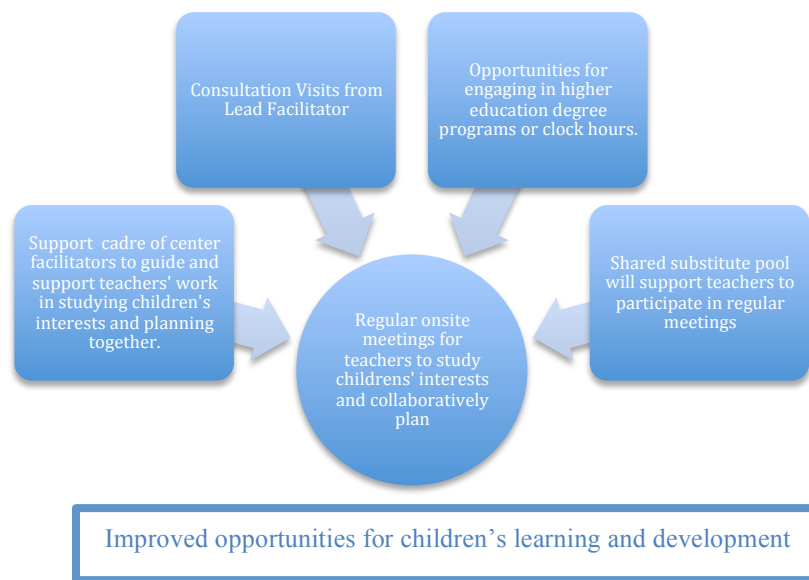 Consultation Visits from
Lead Facilitator
Opportunities for
engaging in higher
education degree
programs or clock hours.
Support  cadre of center
facilitators to guide and
support teachers' work
in studying children's
interests and planning
together.
Shared substitute pool
will support teachers to
participate in regular
meetings
Regular onsite
meetings for
teachers to study
childrens' interests
and collaboratively
plan
Improved opportunities for children’s learning and development